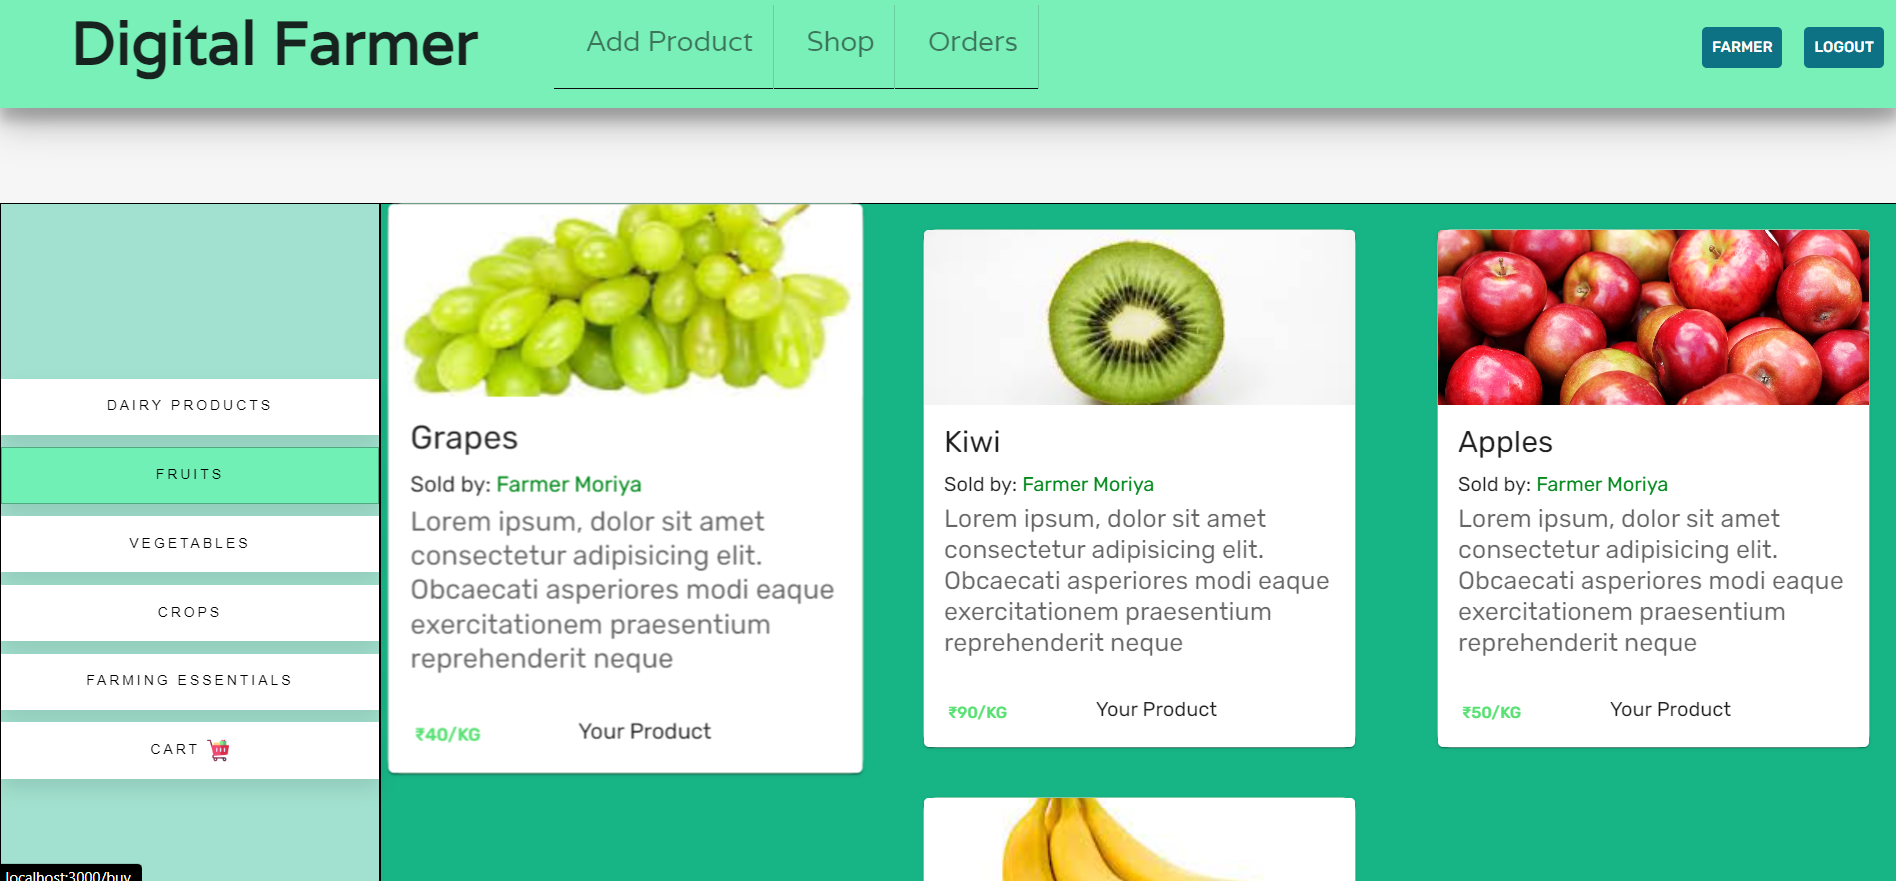 Digital Farmer
Add Product
Shop
Orders
FARMER
LOGOUT
DAIRY PRODUCTS
FRUITS
VEGETABLES
CROPS
FARMING ESSENTIALS
CART
Grapes
Sold by: Farmer Moriya
Lorem ipsum, dolor sit amet
consectetur adipisicing elit.
Obcaecati asperiores modi eaque
exercitationem praesentium
reprehenderit neque
₹40/KG
Your Product
Kiwi
Sold by: Farmer Moriya
Lorem ipsum, dolor sit amet
consectetur adipisicing elit.
Obcaecati asperiores modi eaque
exercitationem praesentium
reprehenderit neque
₹90/KG
Your Product
Apples
Sold by: Farmer Moriya
Lorem ipsum, dolor sit amet
consectetur adipisicing elit.
Obcaecati asperiores modi eaque
exercitationem praesentium
reprehenderit neque
₹50/KG
Your Product
localhost:3000/buy